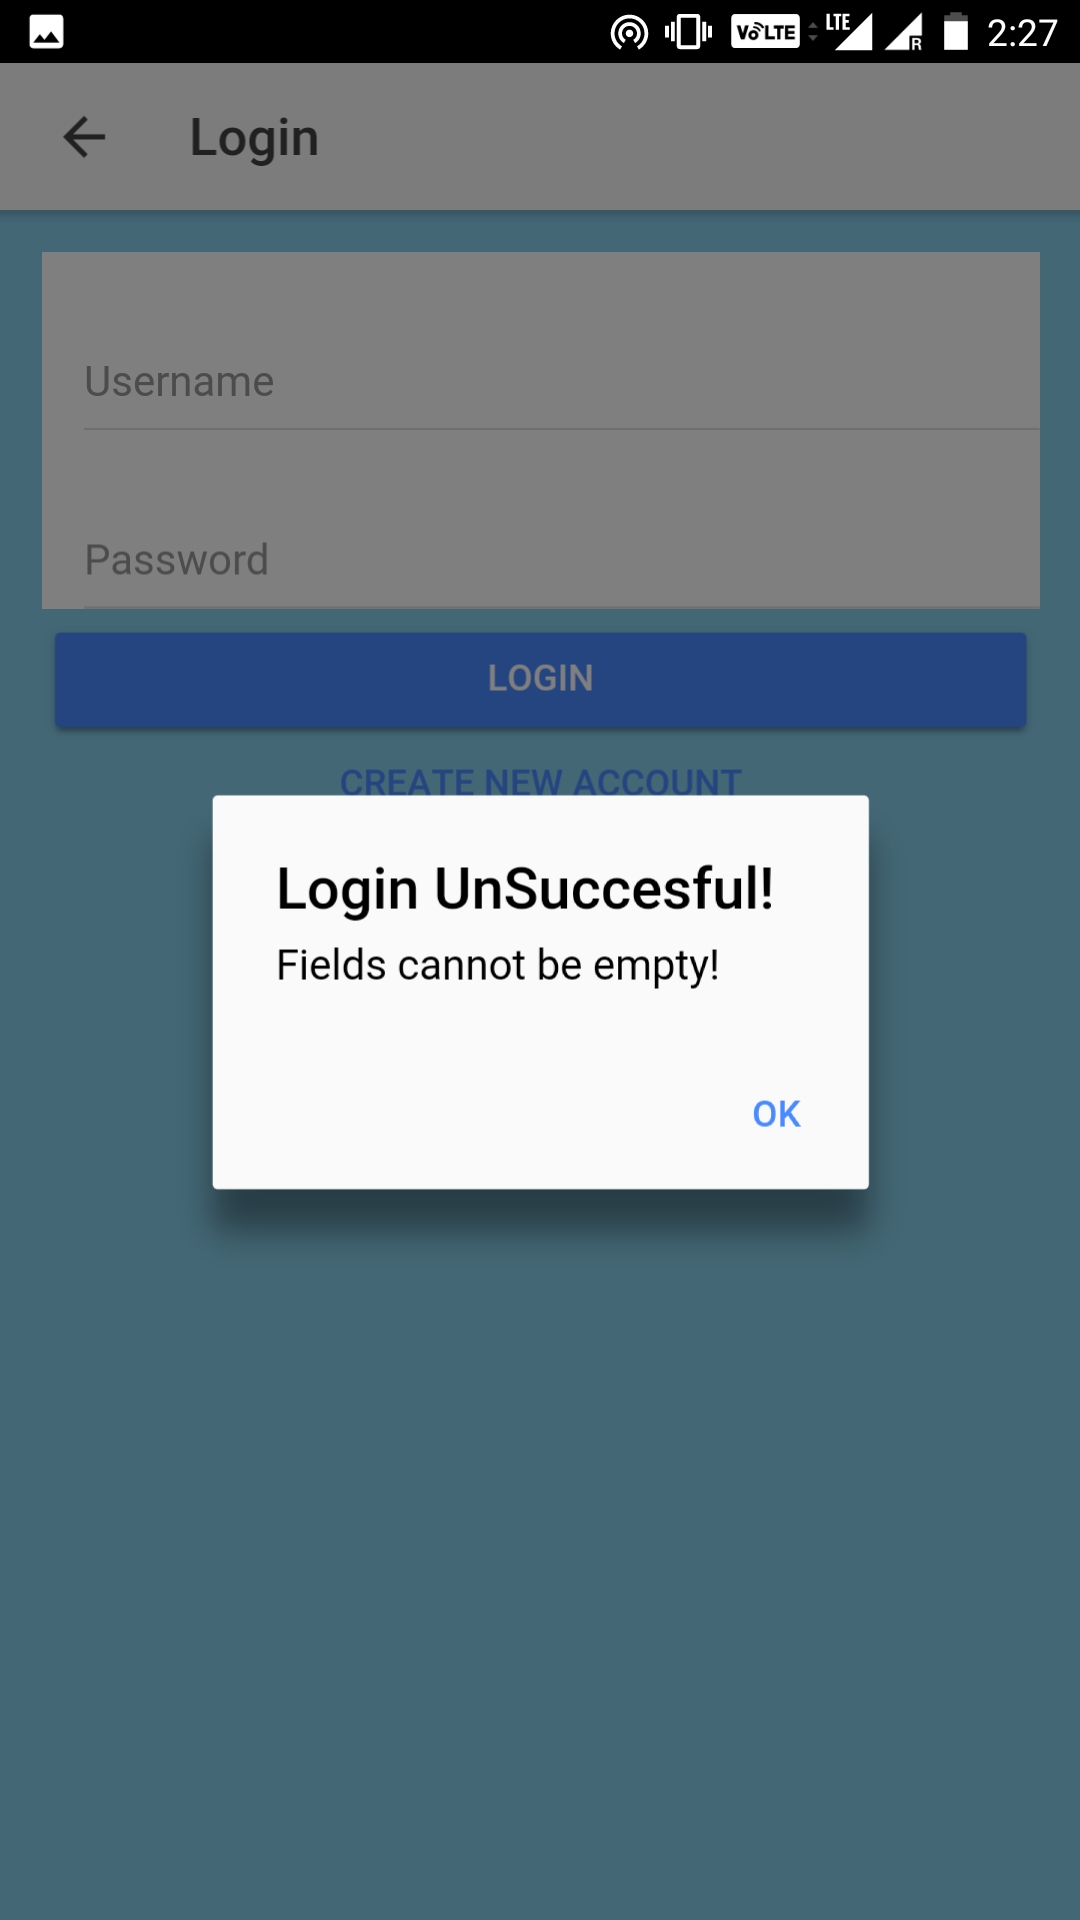 VoLTE LTE R 2:27
Login
Username
Password
LOGIN
CREATE NEW ACCOUNT
Login UnSuccesful!
Fields cannot be empty!
OK